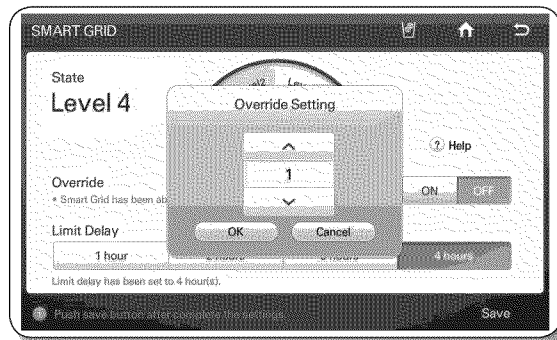 SMART GRID
State
Level 4
Override Setting
1
OK
Cancel
? Help
Override
ON
OFF
* Smart Grid has been ab
Limit Delay
1 hour
4 hours
Limit delay has been set to 4 hour(s).
Push save button after complete the settings.
Save